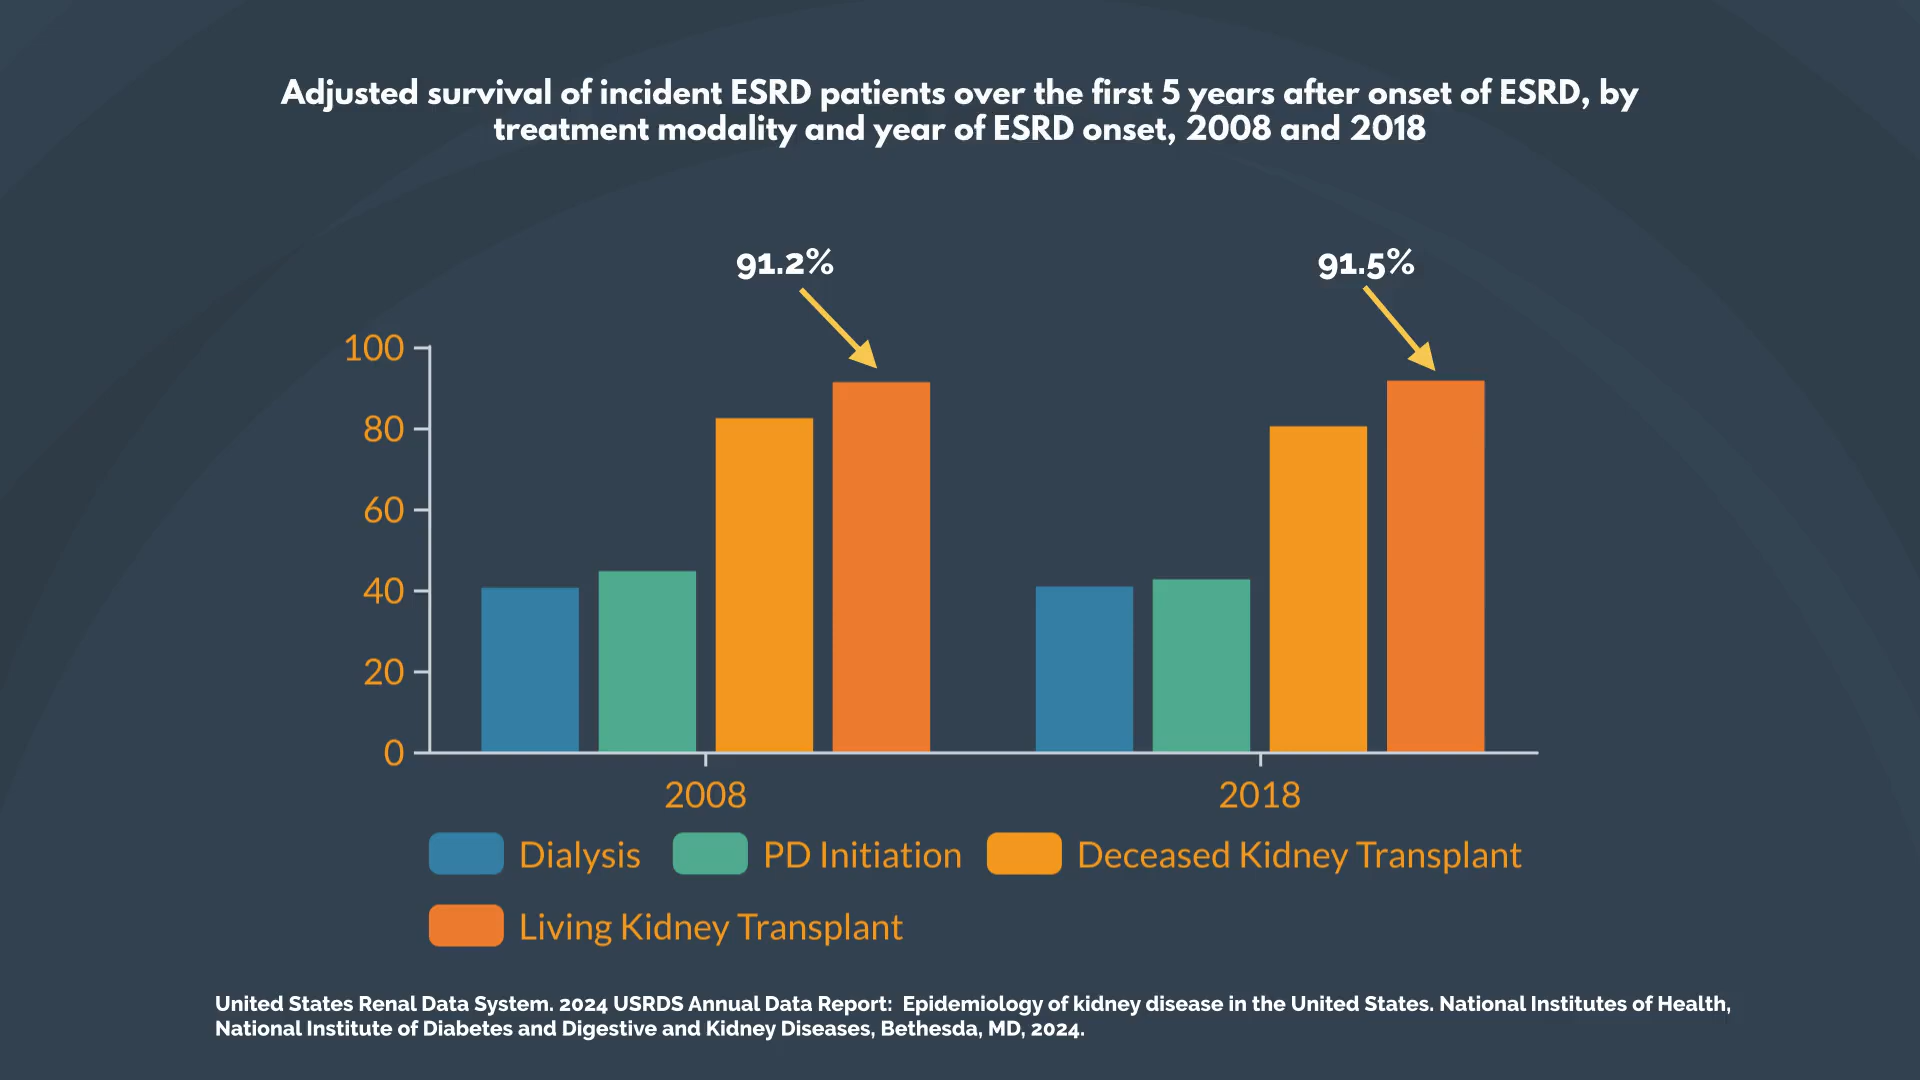 Adjusted survival of incident ESRD patients over the first 5 years after onset of ESRD, by
treatment modality and year of ESRD onset, 2008 and 2018
91.2%
91.5%
100
80
60
40
20
0
2008
2018
Dialysis
PD Initiation
Deceased Kidney Transplant
Living Kidney Transplant
United States Renal Data System. 2024 USRDS Annual Data Report:  Epidemiology of kidney disease in the United States. National Institutes of Health,
National Institute of Diabetes and Digestive and Kidney Diseases, Bethesda, MD, 2024.